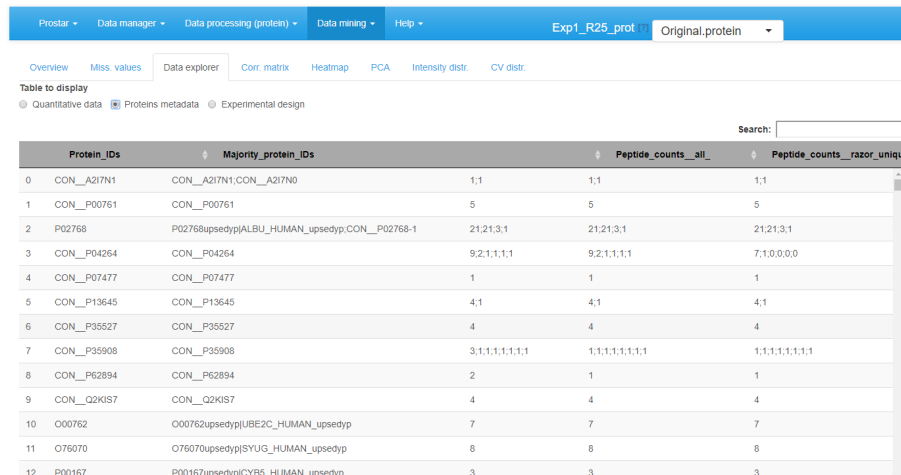 Prostar Data manager Data processing (protein) Data mining Help Exp1_R25_prot [?] Original.protein
Overview Miss. values Data explorer Corr. matrix Heatmap PCA Intensity distr. CV distr.
Table to display
Quantitative data Proteins metadata Experimental design
Search:
Protein_IDs Majority_protein_IDs Peptide_counts__all_ Peptide_counts__razor_uniqu
0 CON__A2I7N1 CON__A2I7N1;CON__A2I7N0 1;1 1;1 1;1
1 CON__P00761 CON__P00761 5 5 5
2 P02768 P02768upsedyp|ALBU_HUMAN_upsedyp;CON__P02768-1 21;21;3;1 21;21;3;1 21;21;3;1
3 CON__P04264 CON__P04264 9;2;1;1;1;1 9;2;1;1;1;1 7;1;0;0;0;0
4 CON__P07477 CON__P07477 1 1 1
5 CON__P13645 CON__P13645 4;1 4;1 4;1
6 CON__P35527 CON__P35527 4 4 4
7 CON__P35908 CON__P35908 3;1;1;1;1;1;1;1 1;1;1;1;1;1;1;1 1;1;1;1;1;1;1;1
8 CON__P62894 CON__P62894 2 1 1
9 CON__Q2KIS7 CON__Q2KIS7 4 4 4
10 O00762 O00762upsedyp|UBE2C_HUMAN_upsedyp 7 7 7
11 O76070 O76070upsedyp|SYUG_HUMAN_upsedyp 8 8 8
12 P00167 P00167upsedyp|CYB5_HUMAN_upsedyp 3 3 3